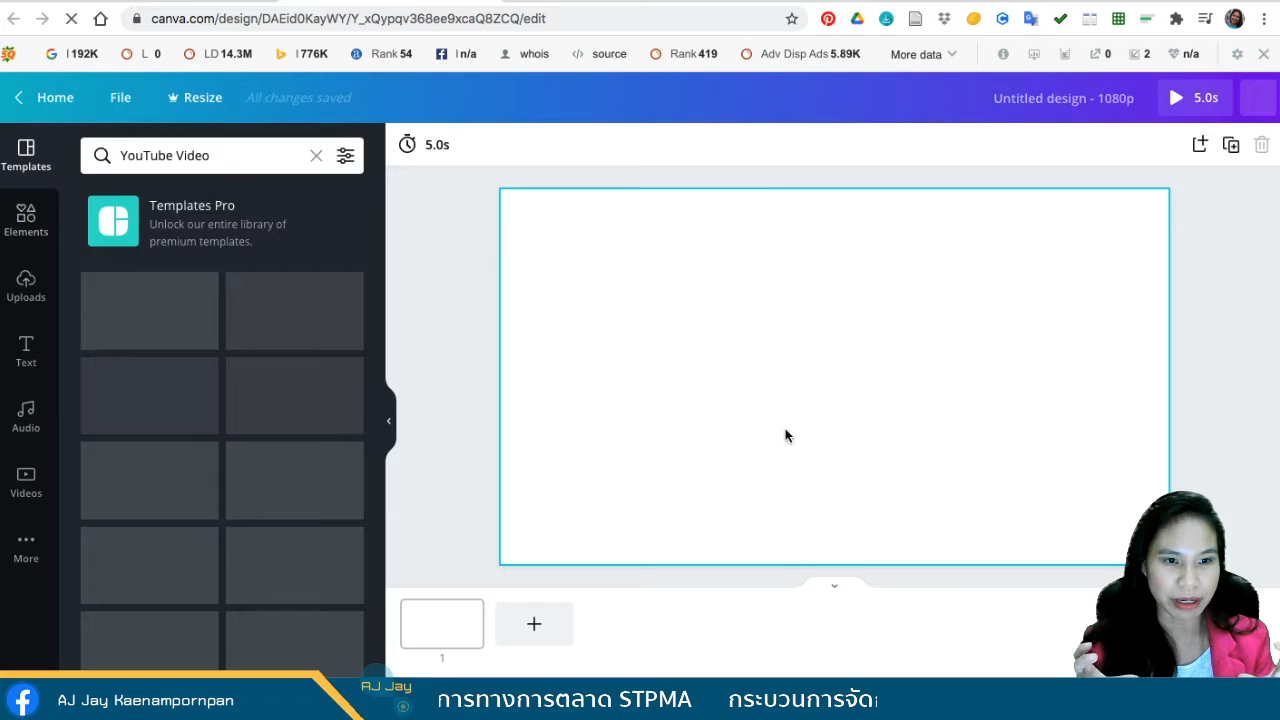 canva.com/design/DAEid0KayWY/Y_xQypqv368ee9xcaQ8ZCQ/edit
I 192K L 0 LD 14.3M I 776K Rank 54 I n/a whois source Rank 419 Adv Disp Ads 5.89K More data 0 2 n/a
Home File Resize All changes saved Untitled design - 1080p 5.0s
Templates
YouTube Video
5.0s
Templates Pro
Unlock our entire library of
premium templates.
Elements
Uploads
Text
Audio
Videos
More
1
AJ Jay Kaenampornpan
AJ Jay
การทางการตลาด STPMA กระบวนการจัด